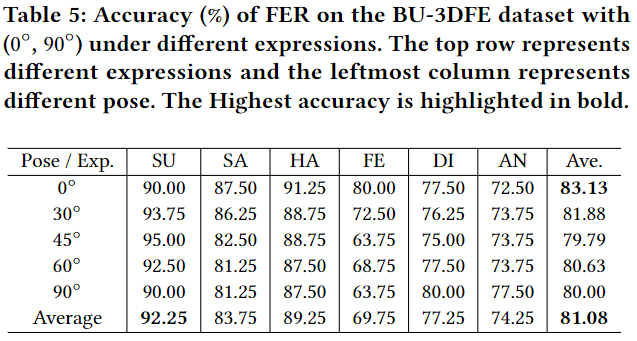 Table 5: Accuracy (%) of FER on the BU-3DFE dataset with
(0°, 90°) under different expressions. The top row represents
different expressions and the leftmost column represents
different pose. The Highest accuracy is highlighted in bold.
Pose / Exp. SU SA HA FE DI AN Ave.
0° 90.00 87.50 91.25 80.00 77.50 72.50 83.13
30° 93.75 86.25 88.75 72.50 76.25 73.75 81.88
45° 95.00 82.50 88.75 63.75 75.00 73.75 79.79
60° 92.50 81.25 87.50 68.75 77.50 73.75 80.63
90° 90.00 81.25 87.50 63.75 80.00 77.50 80.00
Average 92.25 83.75 89.25 69.75 77.25 74.25 81.08